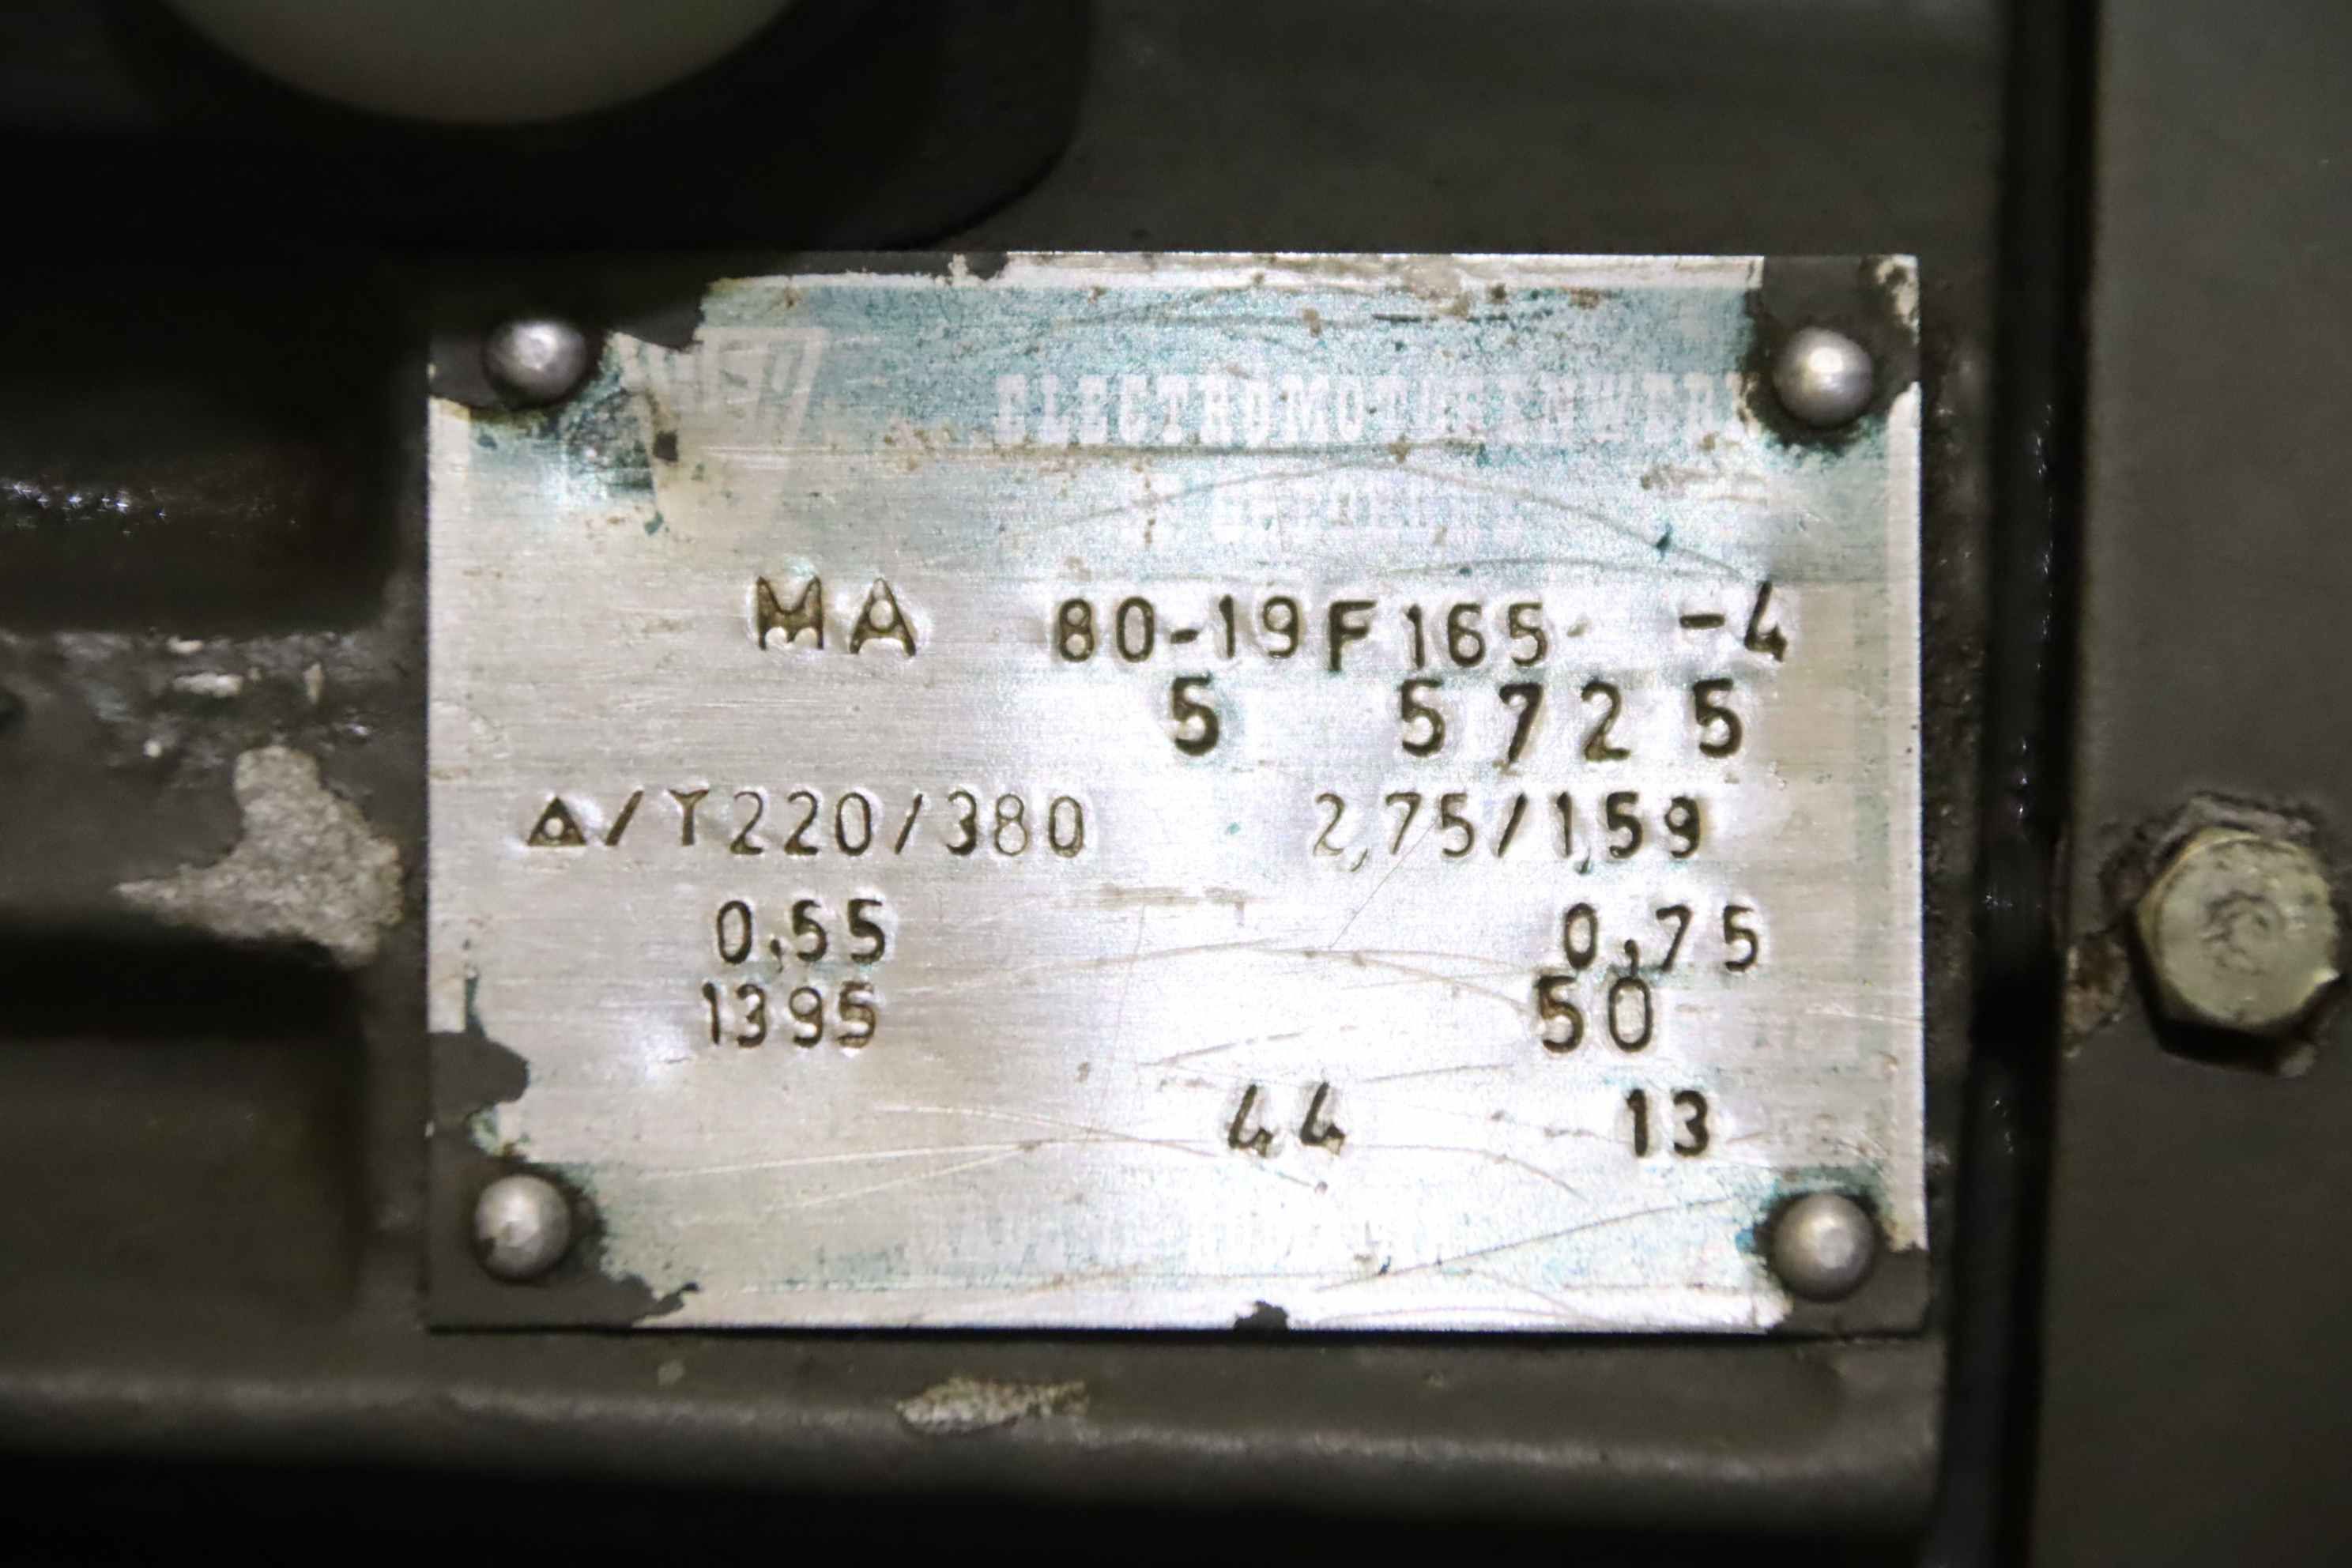 ELECTROMOTORENWERK
MA 80-19F165 -4
5 5725
△/Y220/380 2,75/1,59
0,55 0,75
1395 50
44 13